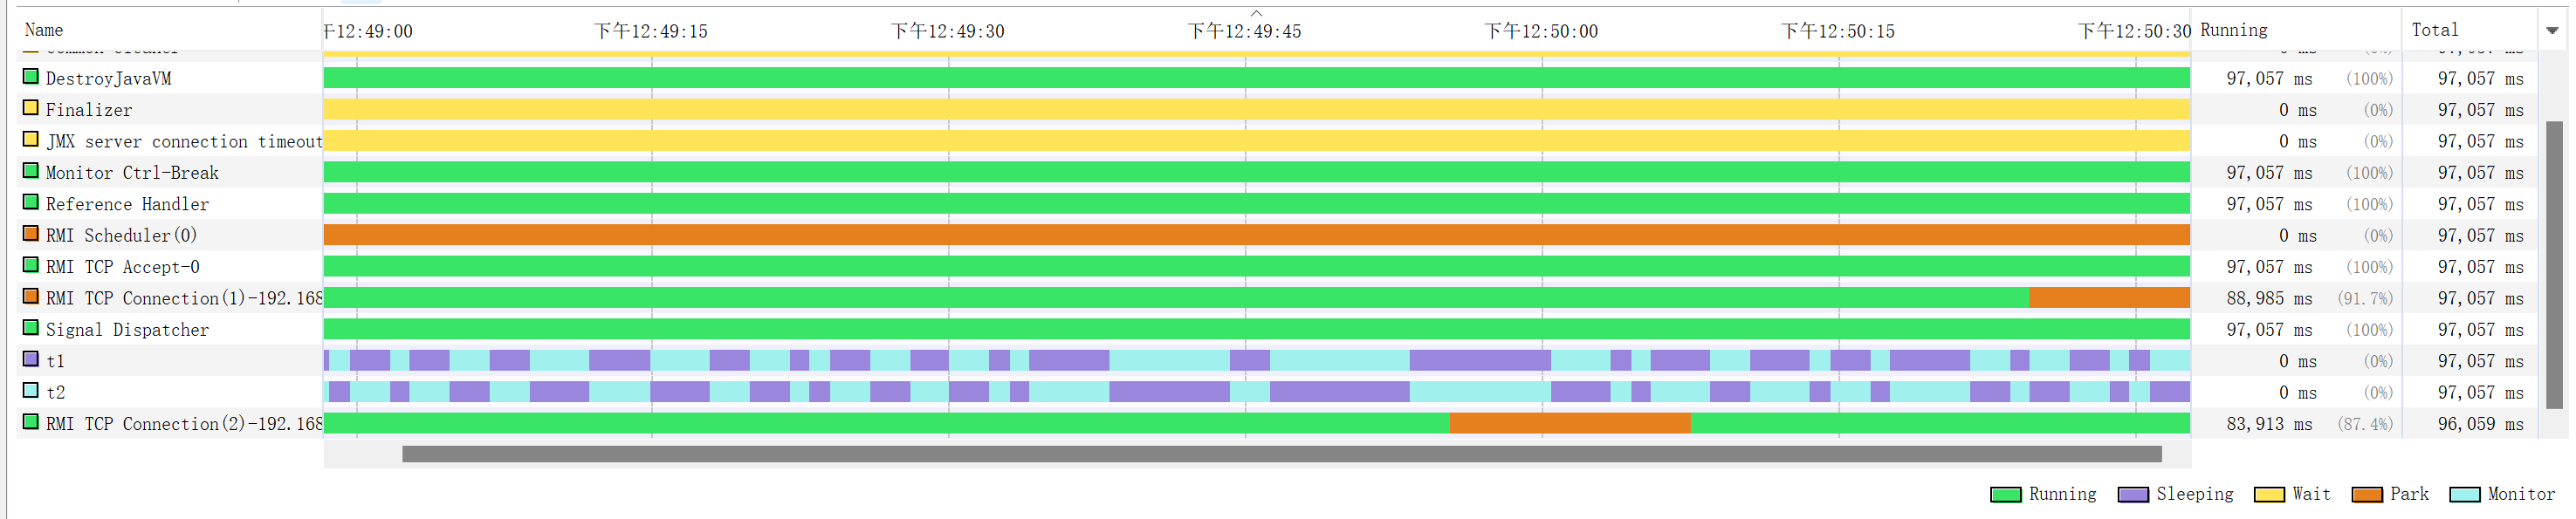 Name 午12:49:00 下午12:49:15 下午12:49:30 下午12:49:45 下午12:50:00 下午12:50:15 下午12:50:30 Running Total
DestroyJavaVM 97,057 ms (100%) 97,057 ms
Finalizer 0 ms (0%) 97,057 ms
JMX server connection timeout 0 ms (0%) 97,057 ms
Monitor Ctrl-Break 97,057 ms (100%) 97,057 ms
Reference Handler 97,057 ms (100%) 97,057 ms
RMI Scheduler(0) 0 ms (0%) 97,057 ms
RMI TCP Accept-0 97,057 ms (100%) 97,057 ms
RMI TCP Connection(1)-192.168 88,985 ms (91.7%) 97,057 ms
Signal Dispatcher 97,057 ms (100%) 97,057 ms
t1 0 ms (0%) 97,057 ms
t2 0 ms (0%) 97,057 ms
RMI TCP Connection(2)-192.168 83,913 ms (87.4%) 96,059 ms
Running Sleeping Wait Park Monitor